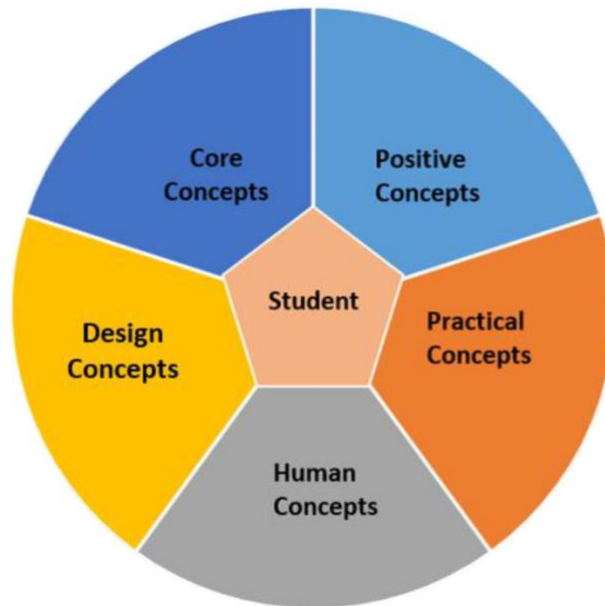 Core
Concepts
Positive
Concepts
Student
Design
Concepts
Practical
Concepts
Human
Concepts